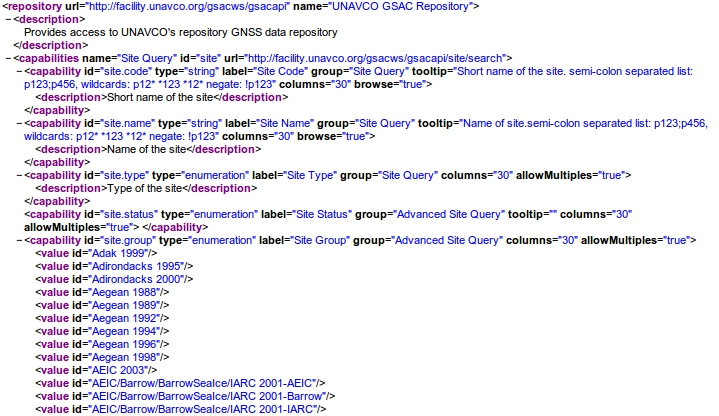 <repository url="http://facility.unavco.org/gsacws/gsacapi" name="UNAVCO GSAC Repository">
−<description>
Provides access to UNAVCO's repository GNSS data repository
</description>
−<capabilities name="Site Query" id="site" url="http://facility.unavco.org/gsacws/gsacapi/site/search">
−<capability id="site.code" type="string" label="Site Code" group="Site Query" tooltip="Short name of the site. semi-colon separated list:
p123;p456, wildcards: p12* *123 *12* negate: !p123" columns="30" browse="true">
<description>Short name of the site</description>
</capability>
−<capability id="site.name" type="string" label="Site Name" group="Site Query" tooltip="Name of site.semi-colon separated list: p123;p456,
wildcards: p12* *123 *12* negate: !p123" columns="30" browse="true">
<description>Name of the site</description>
</capability>
−<capability id="site.type" type="enumeration" label="Site Type" group="Site Query" columns="30" allowMultiples="true">
<description>Type of the site</description>
</capability>
<capability id="site.status" type="enumeration" label="Site Status" group="Advanced Site Query" tooltip="" columns="30"
allowMultiples="true"> </capability>
−<capability id="site.group" type="enumeration" label="Site Group" group="Advanced Site Query" columns="30" allowMultiples="true">
<value id="Adak 1999"/>
<value id="Adirondacks 1995"/>
<value id="Adirondacks 2000"/>
<value id="Aegean 1988"/>
<value id="Aegean 1989"/>
<value id="Aegean 1992"/>
<value id="Aegean 1994"/>
<value id="Aegean 1996"/>
<value id="Aegean 1998"/>
<value id="AEIC 2003"/>
<value id="AEIC/Barrow/BarrowSeaIce/IARC 2001-AEIC"/>
<value id="AEIC/Barrow/BarrowSeaIce/IARC 2001-Barrow"/>
<value id="AEIC/Barrow/BarrowSeaIce/IARC 2001-IARC"/>